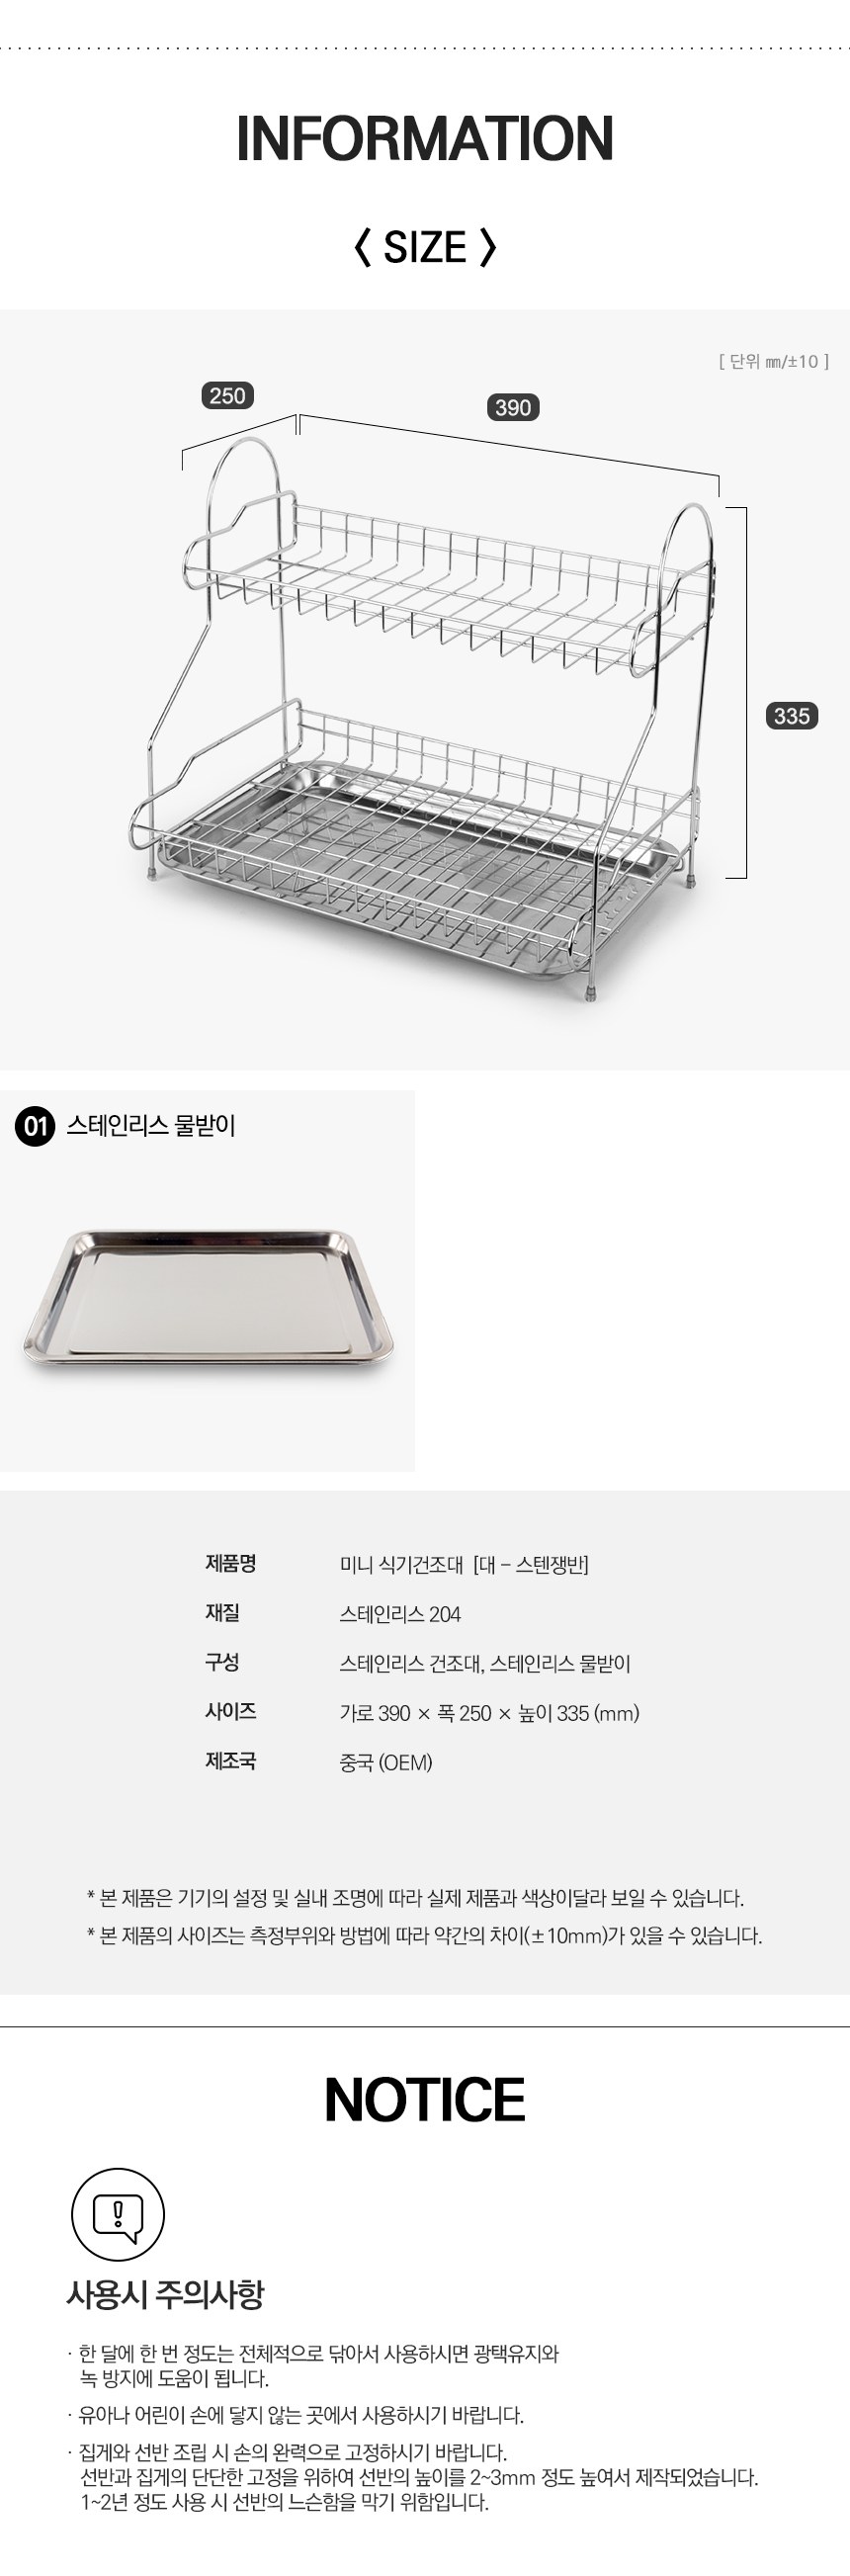 INFORMATION
〈 SIZE 〉
[ 단위 ㎜/±10 ]
250
390
335
01 스테인리스 물받이
제품명 미니 식기건조대 [대 - 스텐쟁반]
재질 스테인리스 204
구성 스테인리스 건조대, 스테인리스 물받이
사이즈 가로 390 × 폭 250 × 높이 335 (mm)
제조국 중국 (OEM)
* 본 제품은 기기의 설정 및 실내 조명에 따라 실제 제품과 색상이달라 보일 수 있습니다.
* 본 제품의 사이즈는 측정부위와 방법에 따라 약간의 차이(±10mm)가 있을 수 있습니다.
NOTICE
사용시 주의사항
· 한 달에 한 번 정도는 전체적으로 닦아서 사용하시면 광택유지와
녹 방지에 도움이 됩니다.
· 유아나 어린이 손에 닿지 않는 곳에서 사용하시기 바랍니다.
· 집게와 선반 조립 시 손의 완력으로 고정하시기 바랍니다.
선반과 집게의 단단한 고정을 위하여 선반의 높이를 2~3mm 정도 높여서 제작되었습니다.
1~2년 정도 사용 시 선반의 느슨함을 막기 위함입니다.